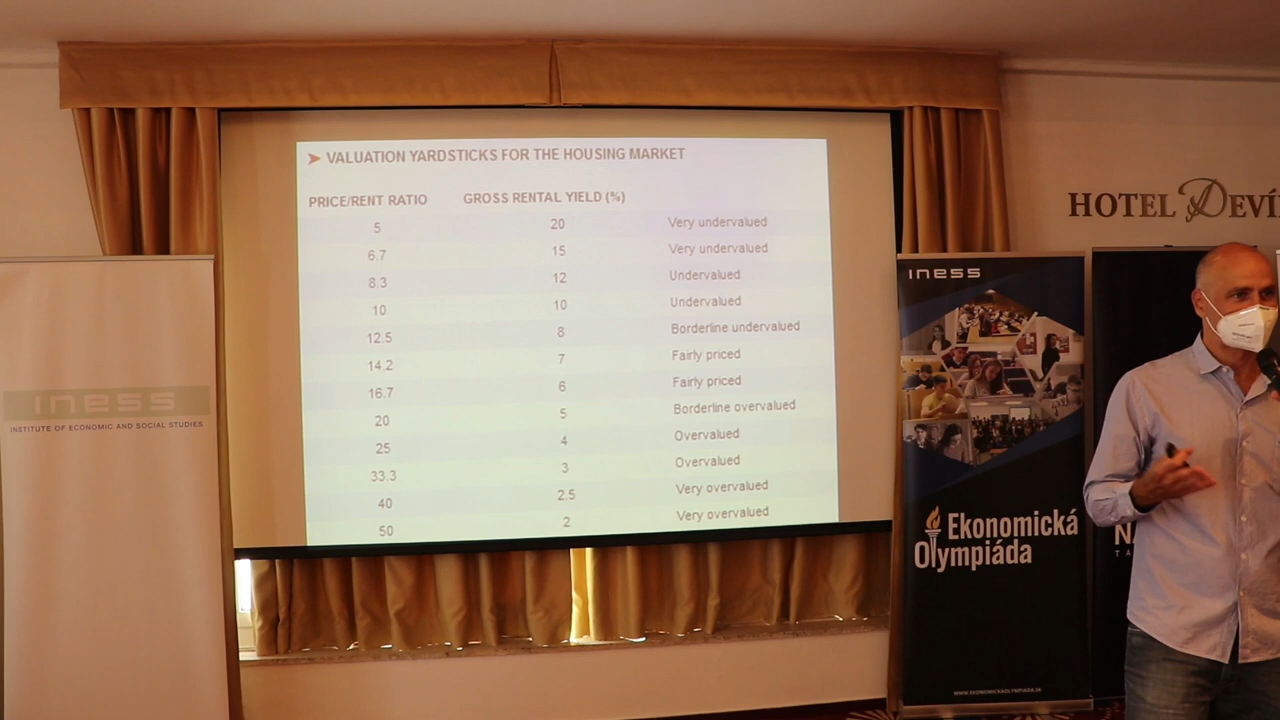 ➤ VALUATION YARDSTICKS FOR THE HOUSING MARKET
PRICE/RENT RATIO GROSS RENTAL YIELD (%)
5 20 Very undervalued
6.7 15 Very undervalued
8.3 12 Undervalued
10 10 Undervalued
12.5 8 Borderline undervalued
14.2 7 Fairly priced
16.7 6 Fairly priced
20 5 Borderline overvalued
25 4 Overvalued
33.3 3 Overvalued
40 2.5 Very overvalued
50 2 Very overvalued
iness
INSTITUTE OF ECONOMIC AND SOCIAL STUDIES
HOTEL DEVÍ
iness
Ekonomická
Olympiáda
WWW.EKONOMICKAOLYMPIADA.SK